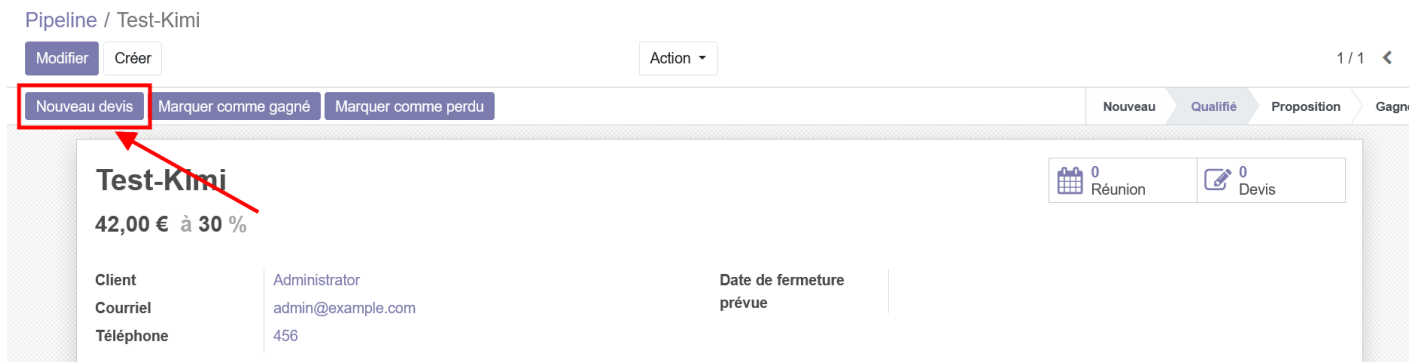 Pipeline / Test-Kimi
Modifier Créer Action 1 / 1
Nouveau devis Marquer comme gagné Marquer comme perdu Nouveau Qualifié Proposition
Test-Kimi
0 Réunion
0 Devis
42,00 € à 30 %
Client Administrator
Courriel admin@example.com
Téléphone 456
Date de fermeture
prévue